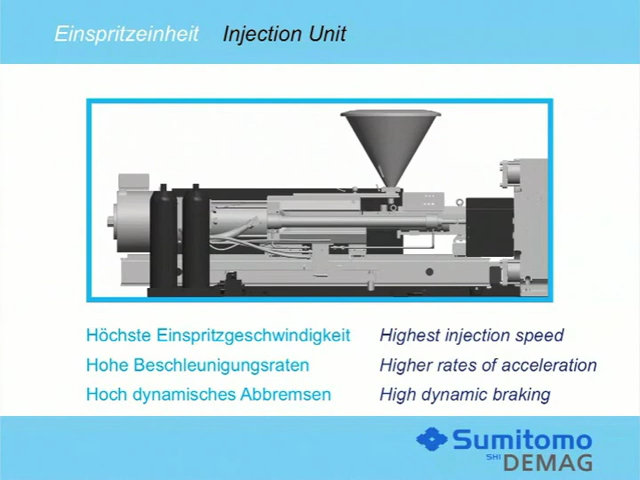 Einspritzeinheit Injection Unit
Höchste Einspritzgeschwindigkeit Highest injection speed
Hohe Beschleunigungsraten Higher rates of acceleration
Hoch dynamisches Abbremsen High dynamic braking
Sumitomo
SHI DEMAG